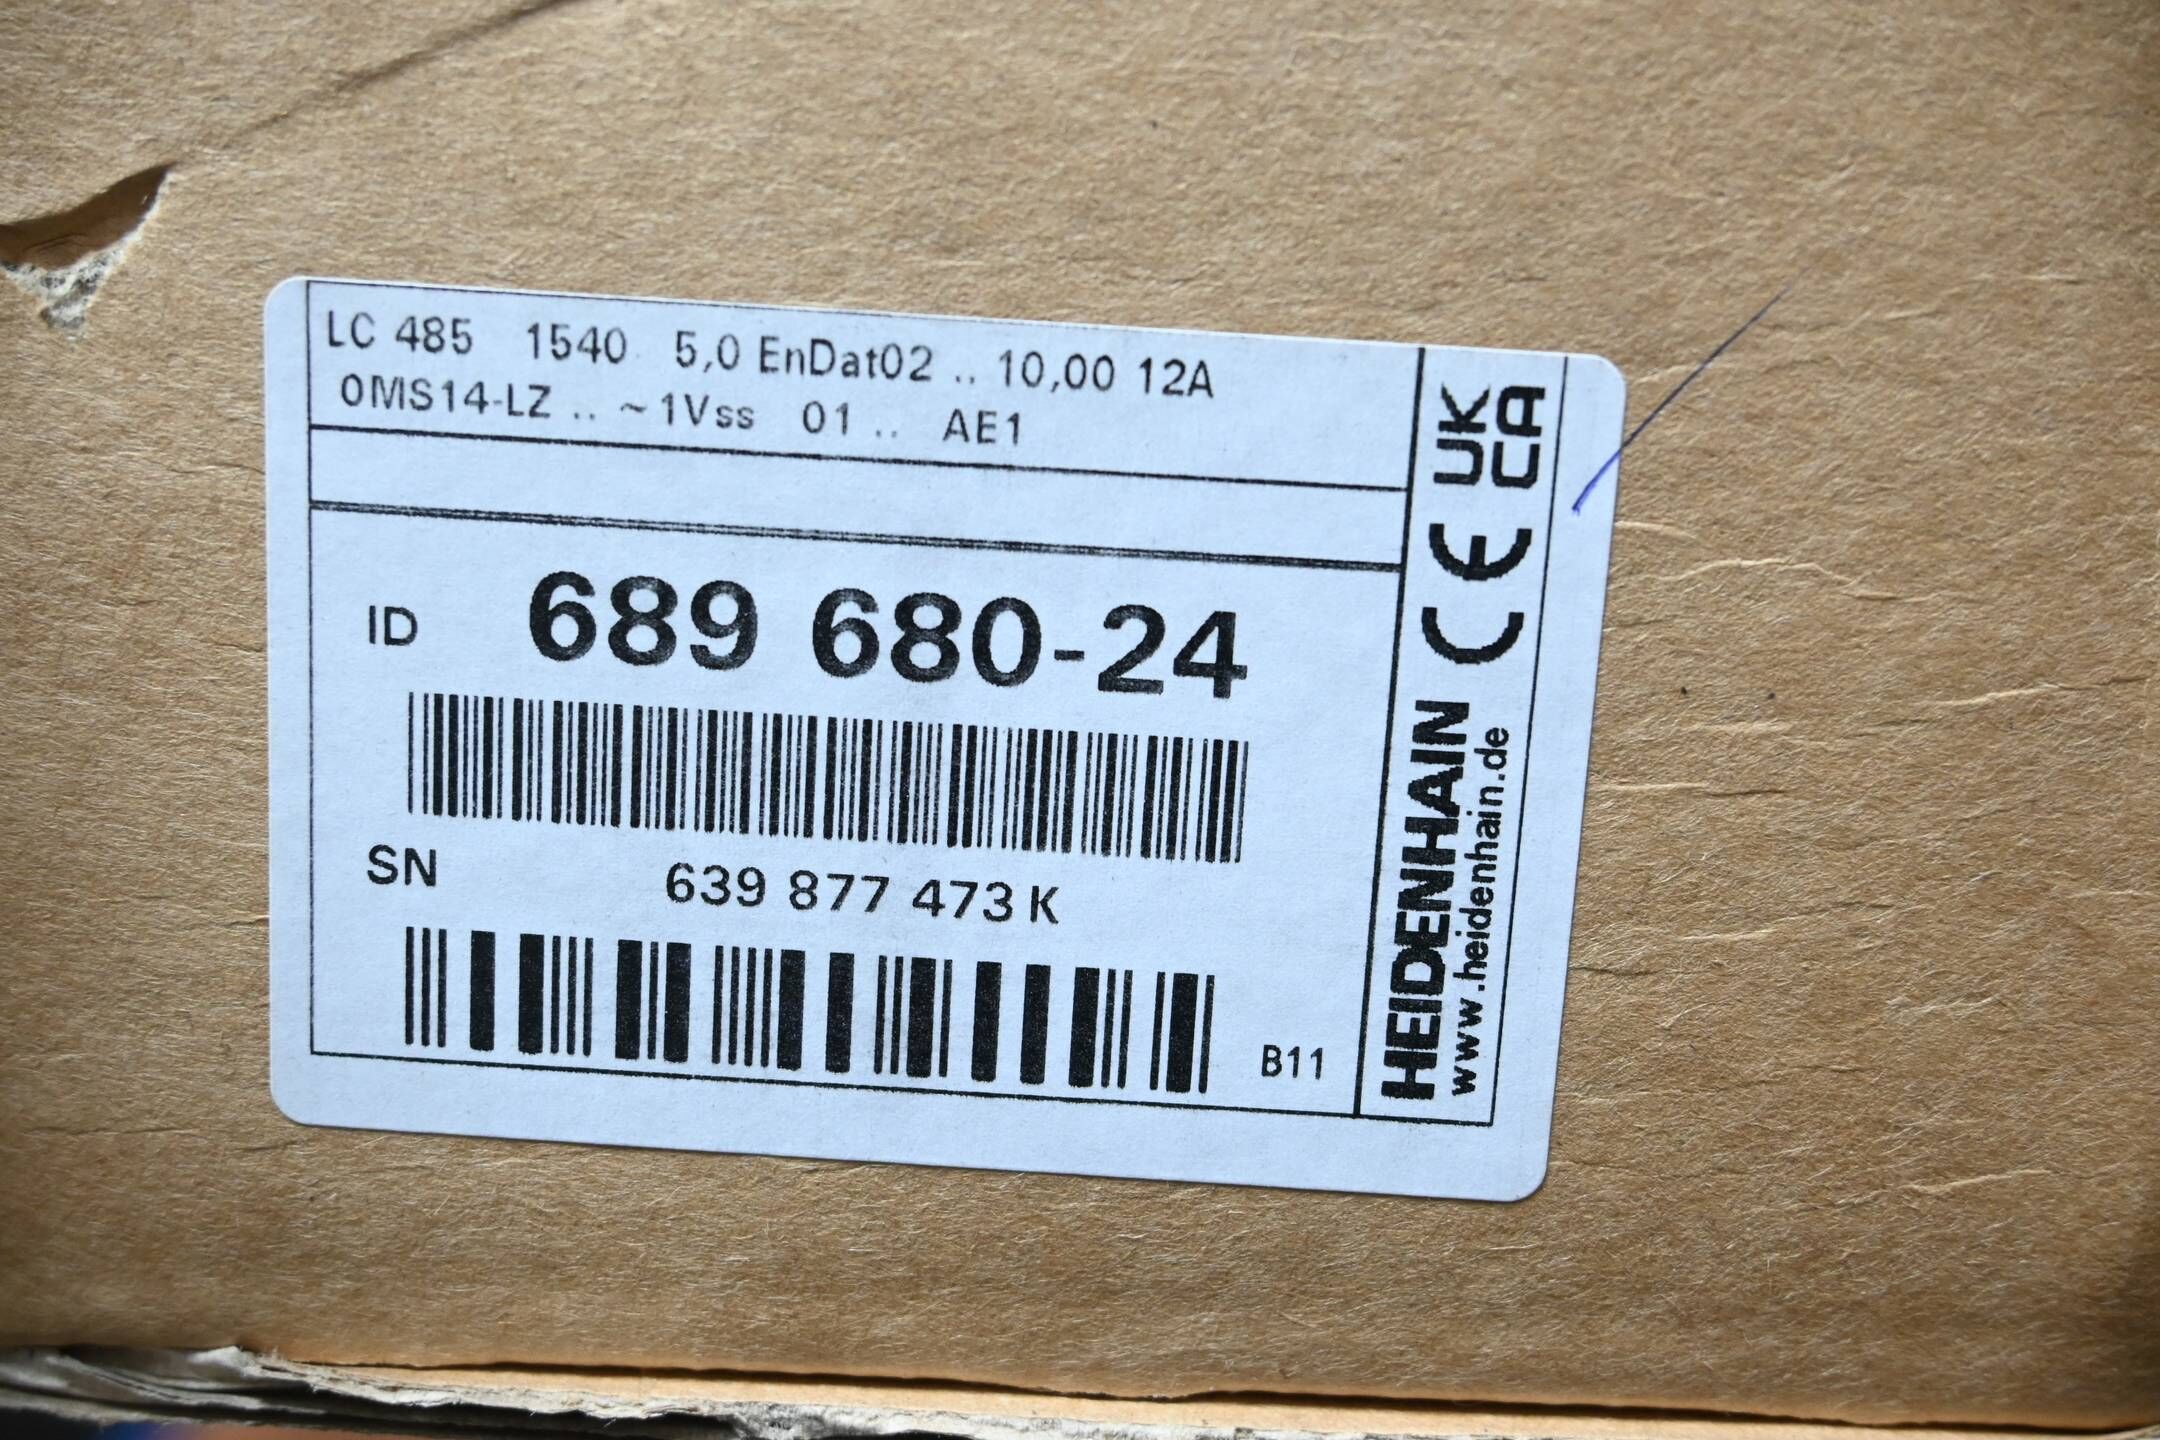 LC 485 1540 5,0 EnDat02 .. 10,00 12A
0MS14-LZ .. ~1Vss 01 .. AE1
ID 689 680-24
SN 639 877 473 K
B11
HEIDENHAIN CE UK CA
www.heidenhain.de